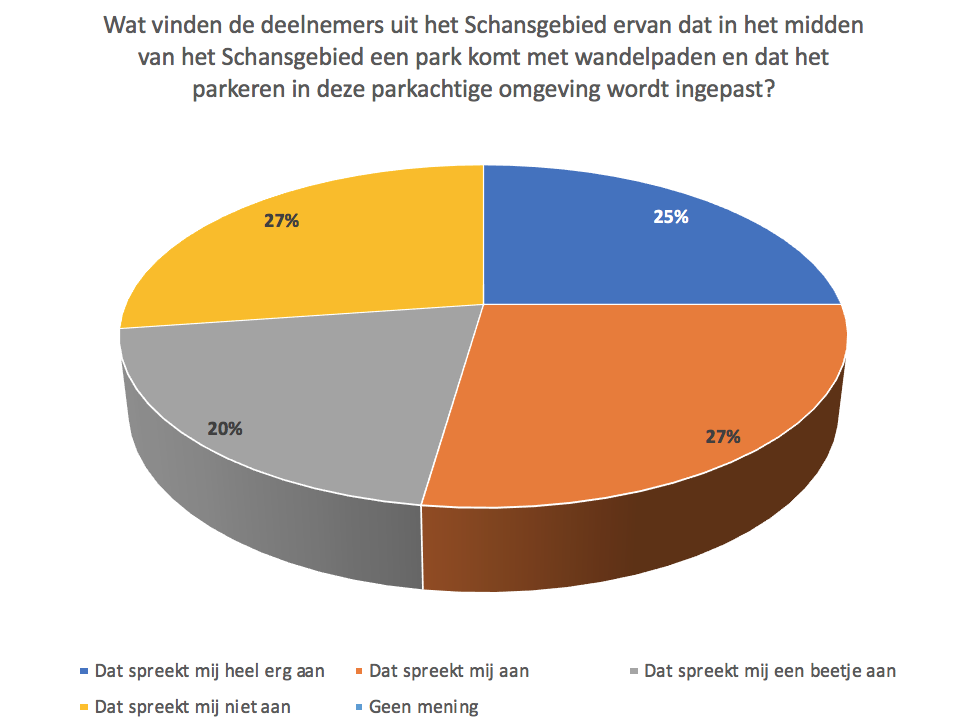 Wat vinden de deelnemers uit het Schansgebied ervan dat in het midden
van het Schansgebied een park komt met wandelpaden en dat het
parkeren in deze parkachtige omgeving wordt ingepast?
27%
25%
20%
27%
Dat spreekt mij heel erg aan
Dat spreekt mij aan
Dat spreekt mij een beetje aan
Dat spreekt mij niet aan
Geen mening